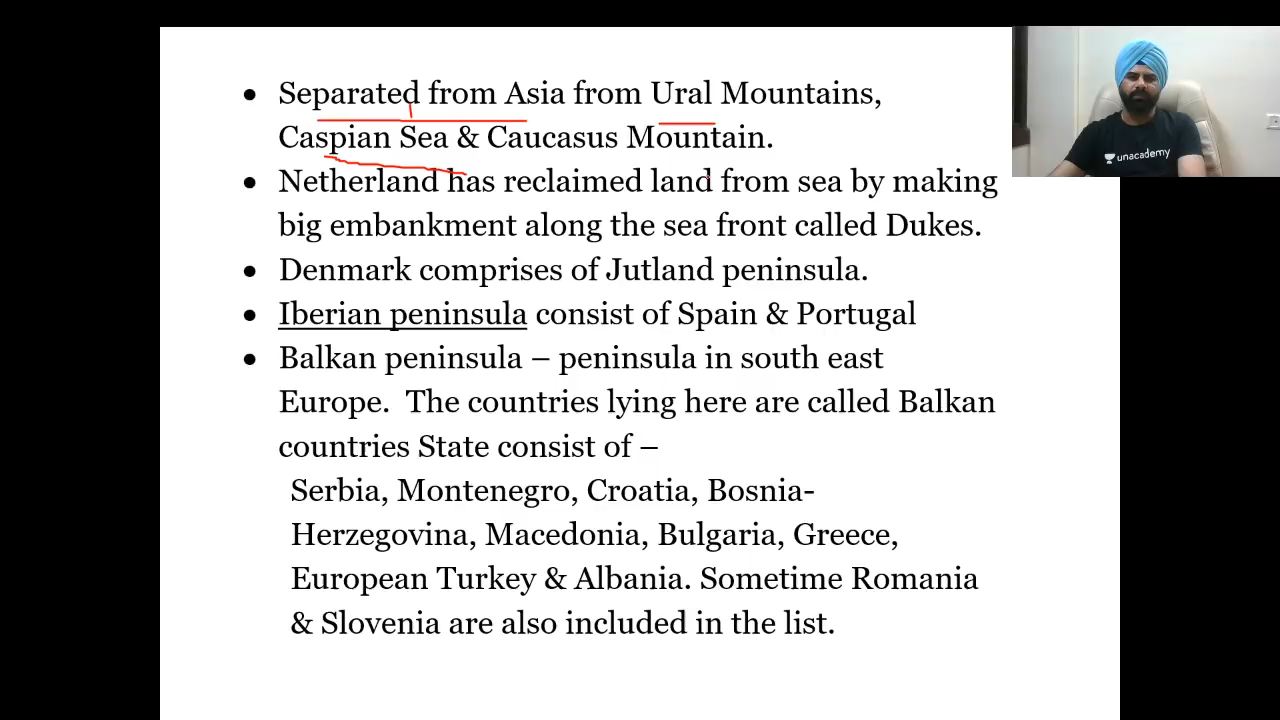 • Separated from Asia from Ural Mountains,
Caspian Sea & Caucasus Mountain.
• Netherland has reclaimed land from sea by making
big embankment along the sea front called Dukes.
• Denmark comprises of Jutland peninsula.
• Iberian peninsula consist of Spain & Portugal
• Balkan peninsula – peninsula in south east
Europe. The countries lying here are called Balkan
countries State consist of –
Serbia, Montenegro, Croatia, Bosnia-
Herzegovina, Macedonia, Bulgaria, Greece,
European Turkey & Albania. Sometime Romania
& Slovenia are also included in the list.
unacademy